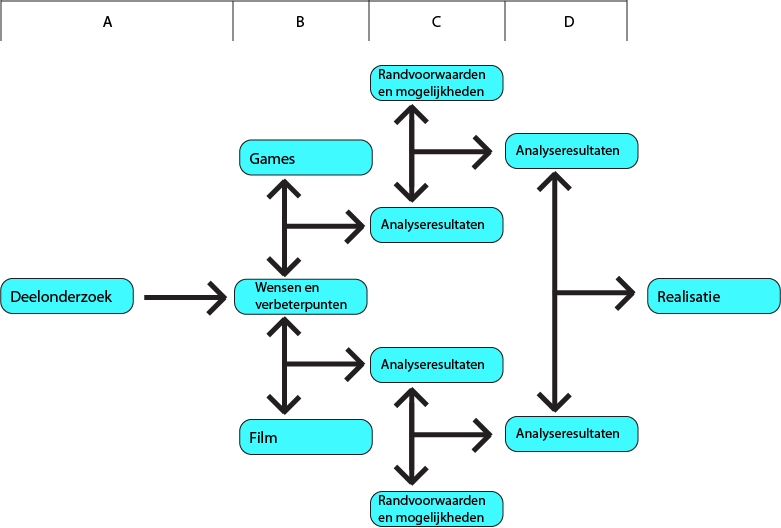 A B C D
Randvoorwaarden
en mogelijkheden
Games
Analyseresultaten
Analyseresultaten
Deelonderzoek
Wensen en
verbeterpunten
Realisatie
Analyseresultaten
Film
Analyseresultaten
Randvoorwaarden
en mogelijkheden